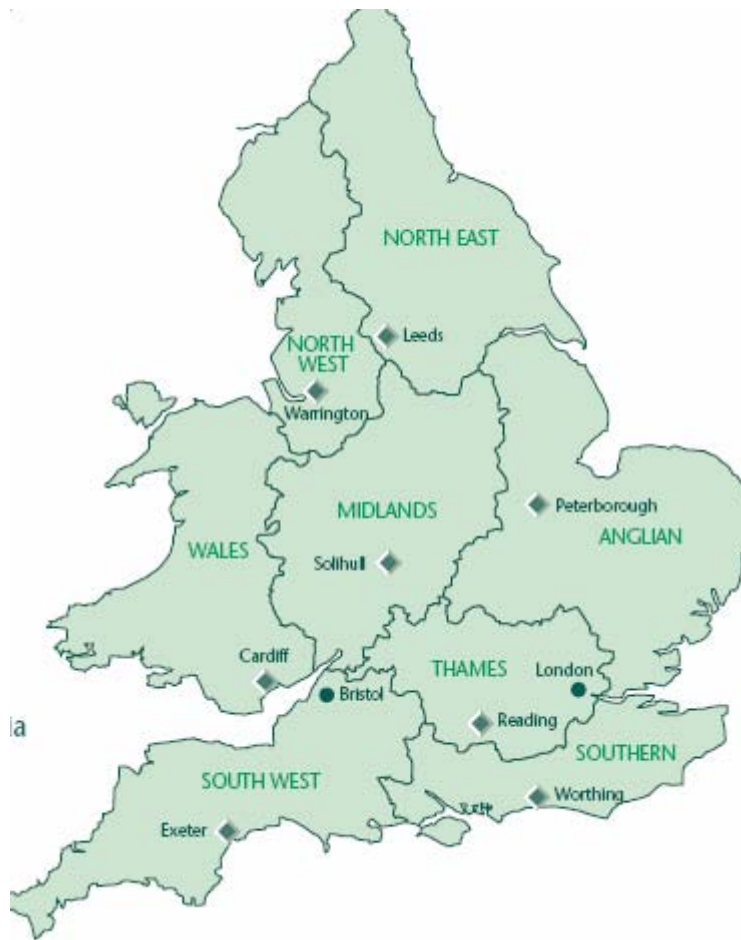 NORTH EAST
Leeds
NORTH
WEST
Warrington
MIDLANDS
Peterborough
ANGLIAN
WALES
Solihull
Cardiff
THAMES
London
Bristol
Reading
la
SOUTHERN
SOUTH WEST
Worthing
Exeter